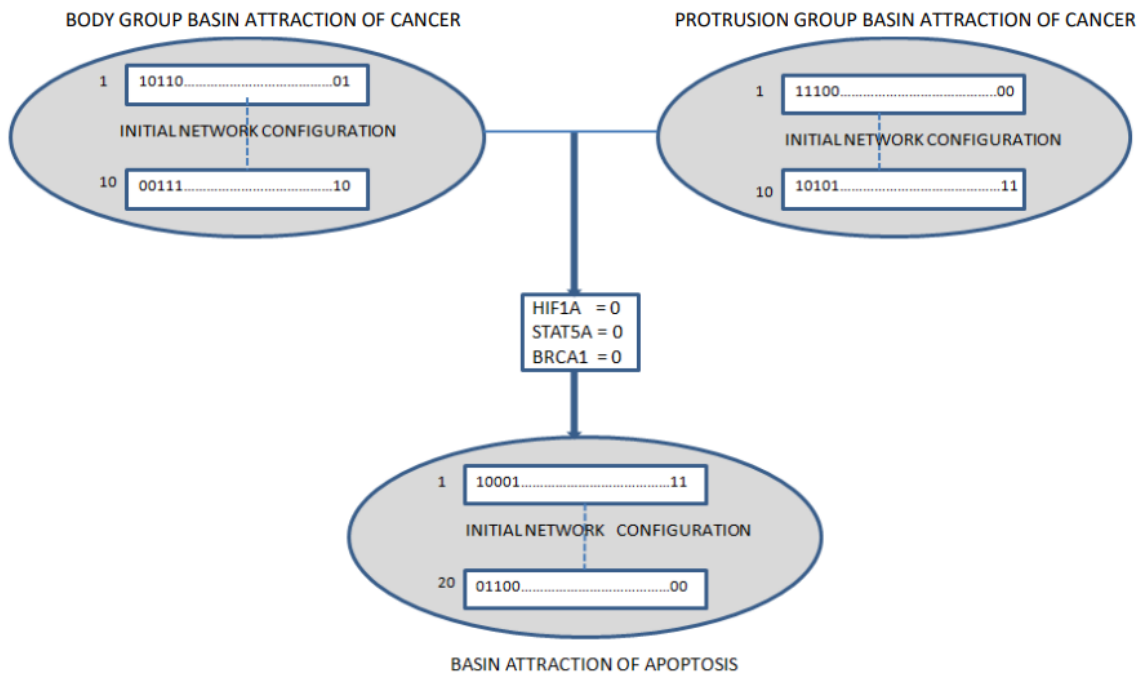 BODY GROUP BASIN ATTRACTION OF CANCER
PROTRUSION GROUP BASIN ATTRACTION OF CANCER
1 10110.......................................01
INITIAL NETWORK CONFIGURATION
10 00111.......................................10
1 11100.........................................00
INITIAL NETWORK CONFIGURATION
10 10101..........................................11
HIF1A = 0
STAT5A = 0
BRCA1 = 0
1 10001.......................................11
INITIAL NETWORK CONFIGURATION
20 01100.......................................00
BASIN ATTRACTION OF APOPTOSIS